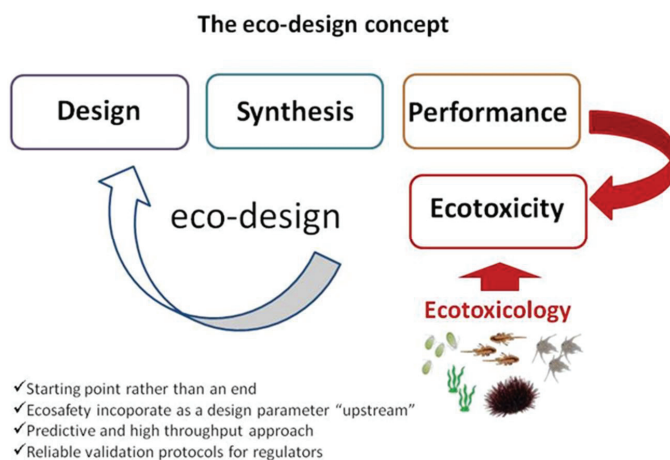 The eco-design concept
Design
Synthesis
Performance
eco-design
Ecotoxicity
Ecotoxicology
✓Starting point rather than an end
✓Ecosafety incoporate as a design parameter “upstream”
✓Predictive and high throughput approach
✓Reliable validation protocols for regulators